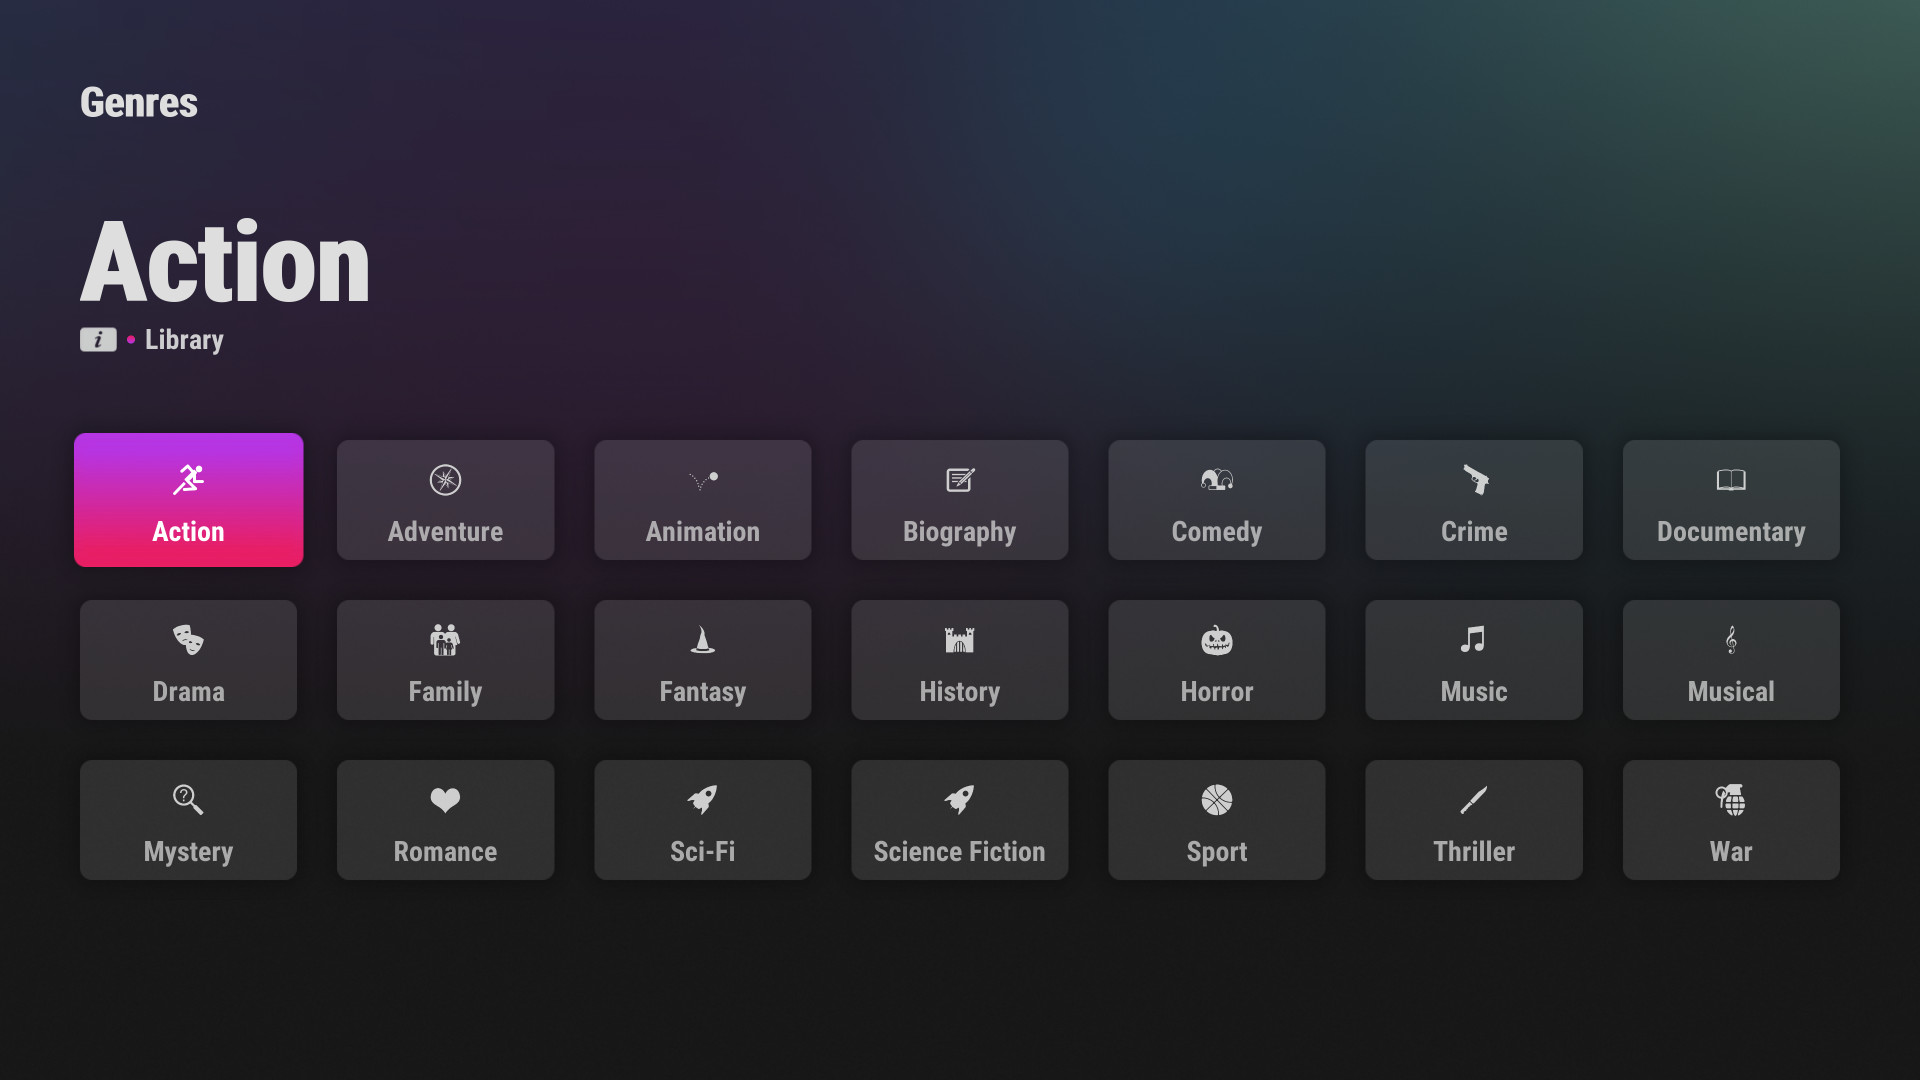 Genres
Action
i • Library
Action
Adventure
Animation
Biography
Comedy
Crime
Documentary
Drama
Family
Fantasy
History
Horror
Music
Musical
Mystery
Romance
Sci-Fi
Science Fiction
Sport
Thriller
War